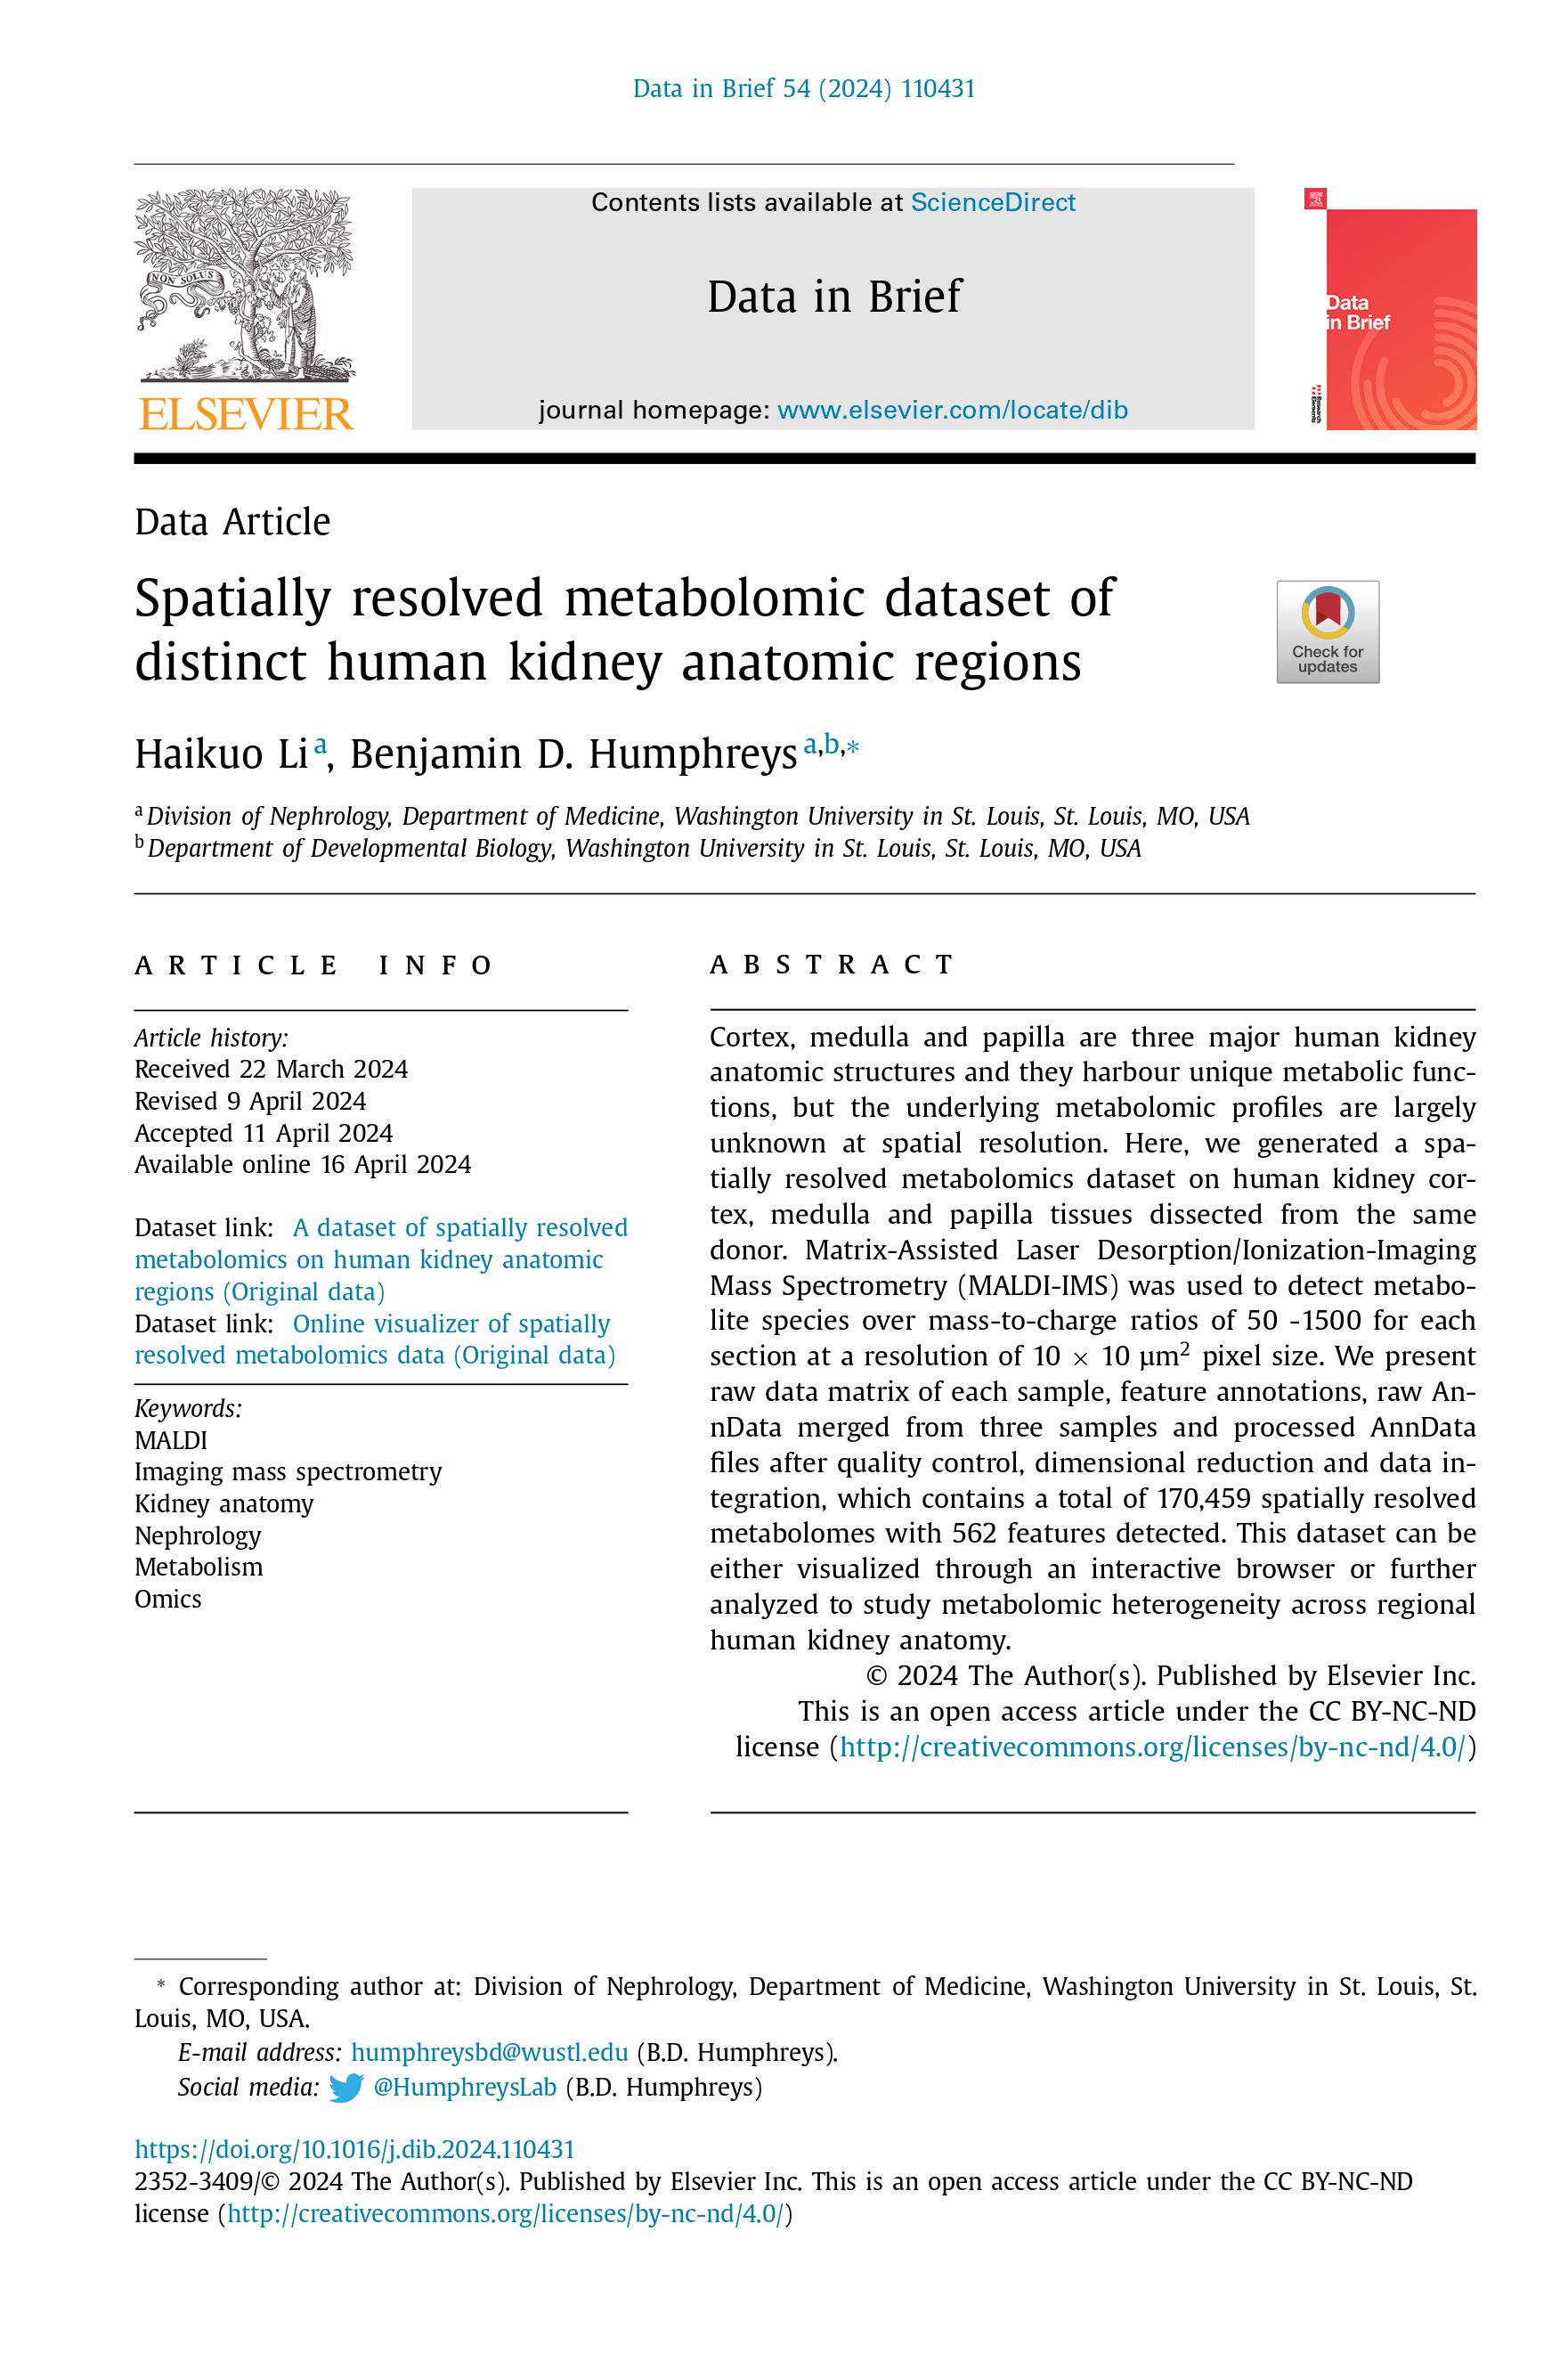 Data in Brief 54 (2024) 110431
Contents lists available at ScienceDirect
Data in Brief
journal homepage: www.elsevier.com/locate/dib
NON SOLUS
ELSEVIER
Data
in Brief
Research
Elements
Data Article
Spatially resolved metabolomic dataset of
distinct human kidney anatomic regions
Check for
updates
Haikuo Li a, Benjamin D. Humphreys a,b,*
a Division of Nephrology, Department of Medicine, Washington University in St. Louis, St. Louis, MO, USA
b Department of Developmental Biology, Washington University in St. Louis, St. Louis, MO, USA
ARTICLE INFO
Article history:
Received 22 March 2024
Revised 9 April 2024
Accepted 11 April 2024
Available online 16 April 2024
Dataset link: A dataset of spatially resolved
metabolomics on human kidney anatomic
regions (Original data)
Dataset link: Online visualizer of spatially
resolved metabolomics data (Original data)
Keywords:
MALDI
Imaging mass spectrometry
Kidney anatomy
Nephrology
Metabolism
Omics
ABSTRACT
Cortex, medulla and papilla are three major human kidney
anatomic structures and they harbour unique metabolic func-
tions, but the underlying metabolomic profiles are largely
unknown at spatial resolution. Here, we generated a spa-
tially resolved metabolomics dataset on human kidney cor-
tex, medulla and papilla tissues dissected from the same
donor. Matrix-Assisted Laser Desorption/Ionization-Imaging
Mass Spectrometry (MALDI-IMS) was used to detect metabo-
lite species over mass-to-charge ratios of 50 -1500 for each
section at a resolution of 10 × 10 μm² pixel size. We present
raw data matrix of each sample, feature annotations, raw An-
nData merged from three samples and processed AnnData
files after quality control, dimensional reduction and data in-
tegration, which contains a total of 170,459 spatially resolved
metabolomes with 562 features detected. This dataset can be
either visualized through an interactive browser or further
analyzed to study metabolomic heterogeneity across regional
human kidney anatomy.
© 2024 The Author(s). Published by Elsevier Inc.
This is an open access article under the CC BY-NC-ND
license (http://creativecommons.org/licenses/by-nc-nd/4.0/)
* Corresponding author at: Division of Nephrology, Department of Medicine, Washington University in St. Louis, St.
Louis, MO, USA.
E-mail address: humphreysbd@wustl.edu (B.D. Humphreys).
Social media: @HumphreysLab (B.D. Humphreys)
https://doi.org/10.1016/j.dib.2024.110431
2352-3409/© 2024 The Author(s). Published by Elsevier Inc. This is an open access article under the CC BY-NC-ND
license (http://creativecommons.org/licenses/by-nc-nd/4.0/)